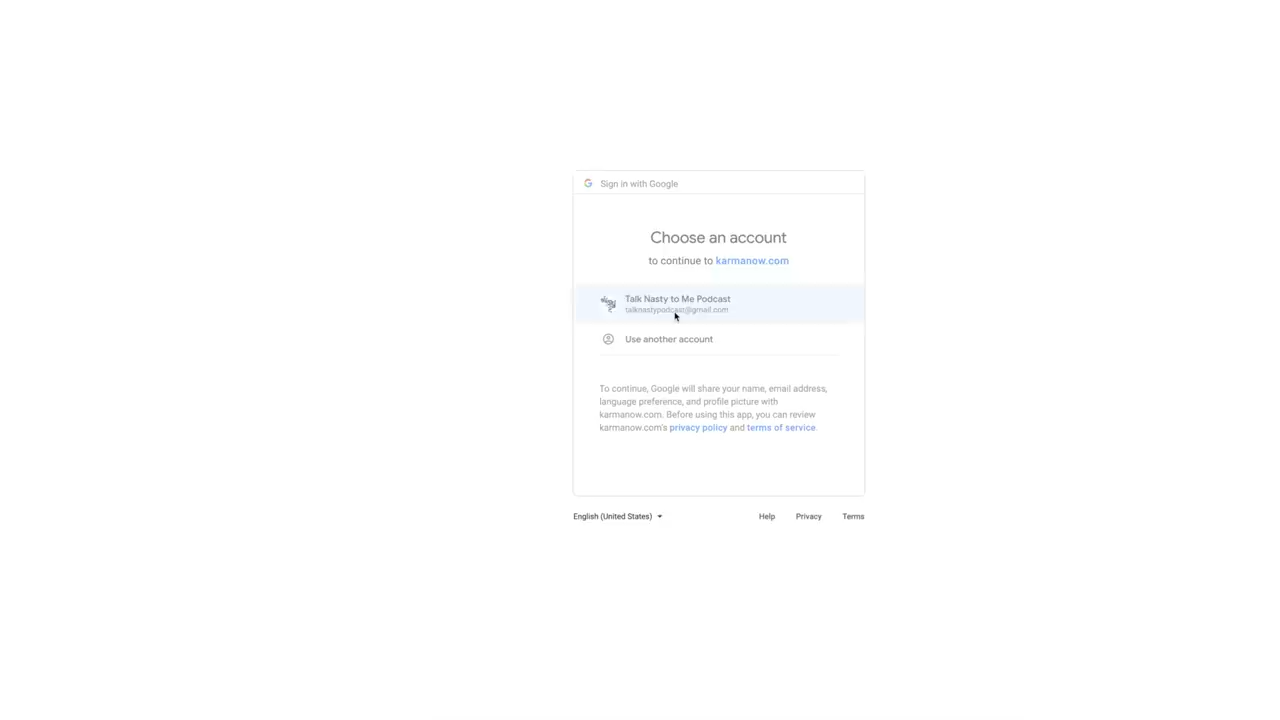 Sign in with Google
Choose an account
to continue to karmanow.com
Talk Nasty to Me Podcast
talknastypodcast@gmail.com
Use another account
To continue, Google will share your name, email address,
language preference, and profile picture with
karmanow.com. Before using this app, you can review
karmanow.com's privacy policy and terms of service.
English (United States)
Help Privacy Terms